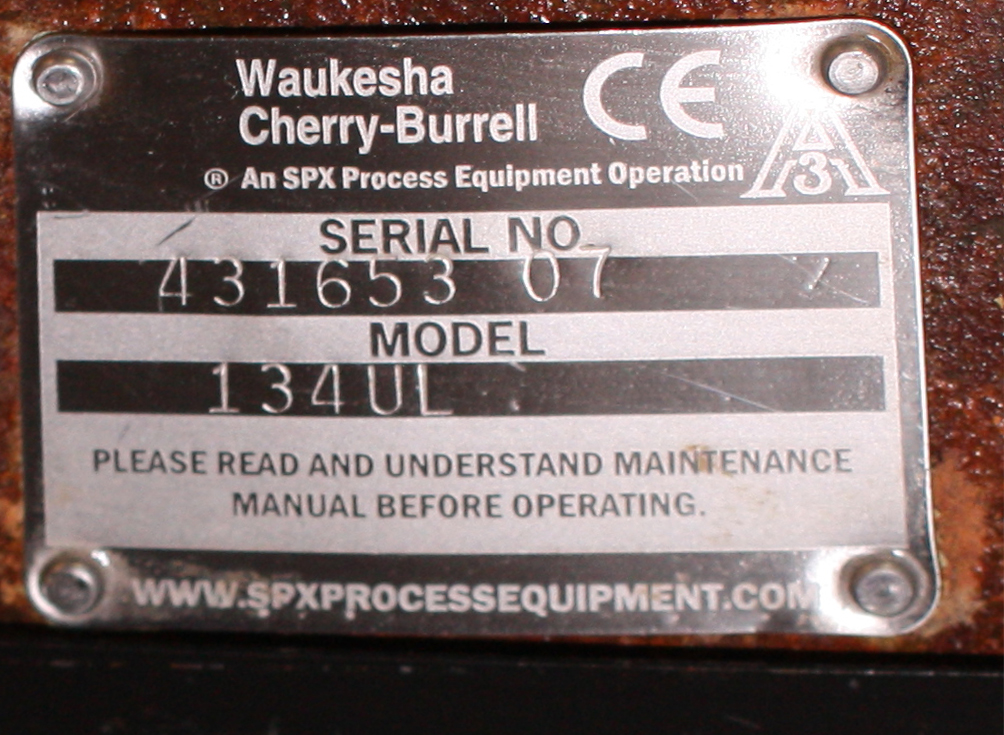 Waukesha CE
Cherry-Burrell
® An SPX Process Equipment Operation 3A
SERIAL NO.
431653 07
MODEL
134UL
PLEASE READ AND UNDERSTAND MAINTENANCE
MANUAL BEFORE OPERATING.
WWW.SPXPROCESSEQUIPMENT.COM